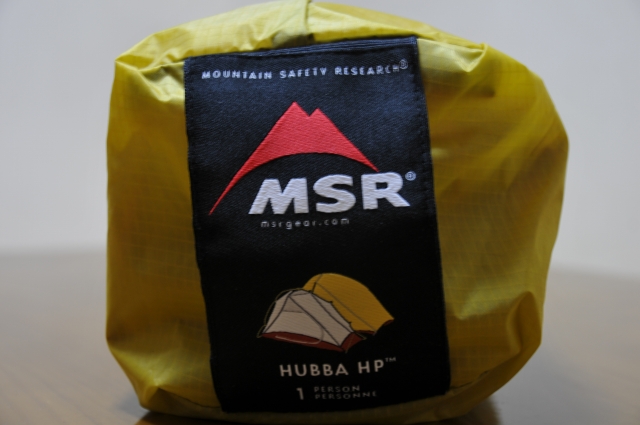 MOUNTAIN SAFETY RESEARCH®
MSR®
msrgear.com
HUBBA HP™
1 PERSON
PERSONNE